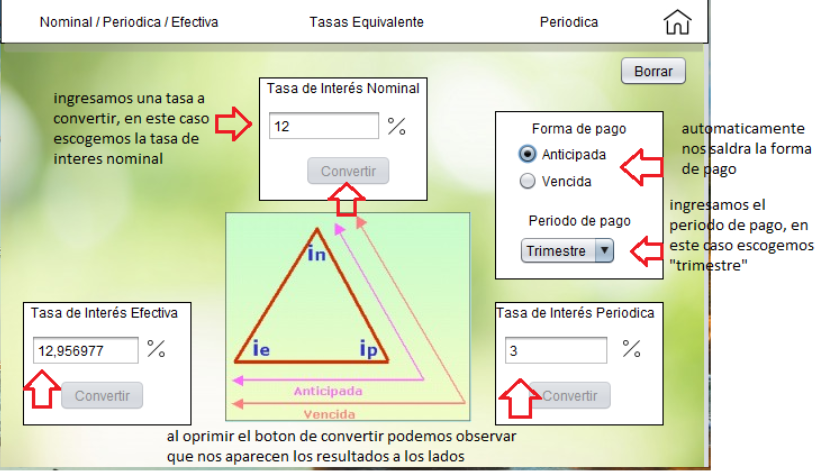 Nominal / Periodica / Efectiva
Tasas Equivalente
Periodica
Borrar
ingresamos una tasa a
convertir, en este caso
escogemos la tasa de
interes nominal
Tasa de Interés Nominal
12 %
Convertir
Forma de pago
Anticipada
Vencida
Periodo de pago
Trimestre
automaticamente
nos saldra la forma
de pago
ingresamos el
periodo de pago, en
este caso escogemos
"trimestre"
in
ie
ip
Anticipada
Vencida
Tasa de Interés Efectiva
12,956977 %
Convertir
Tasa de Interés Periodica
3 %
Convertir
al oprimir el boton de convertir podemos observar
que nos aparecen los resultados a los lados